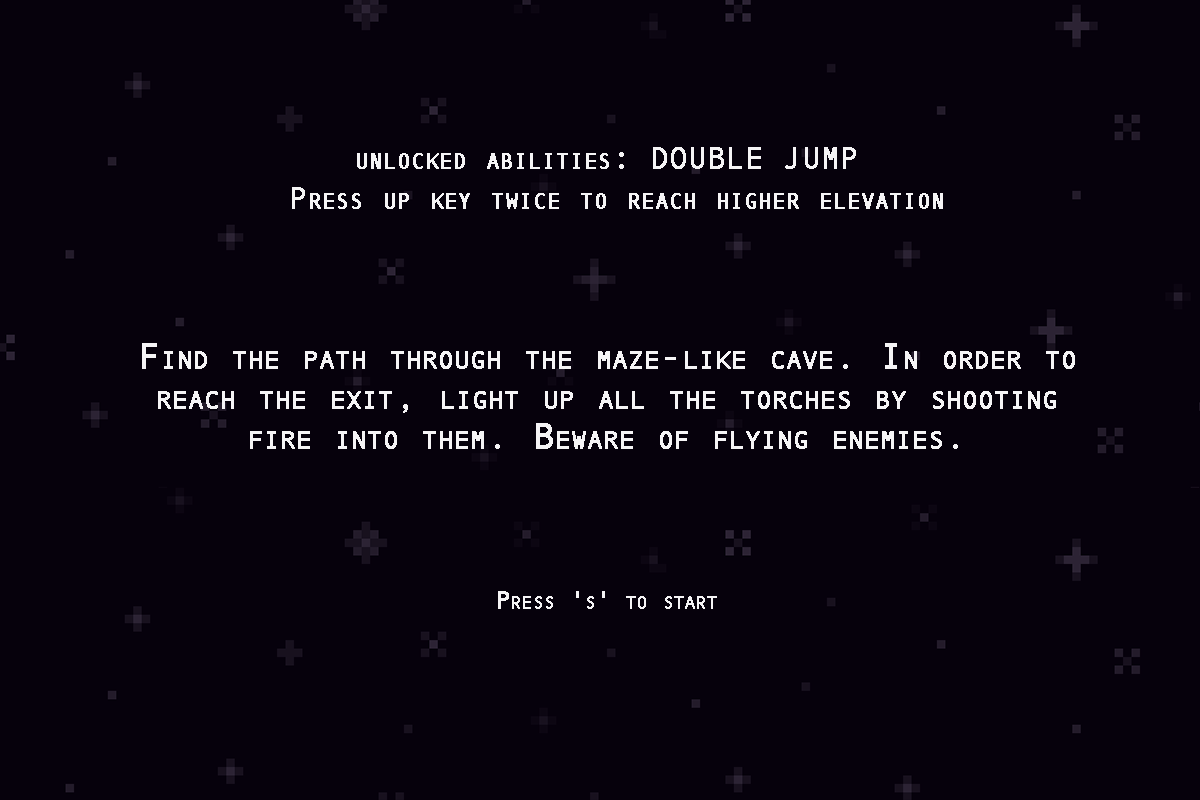 unlocked abilities: DOUBLE JUMP
Press up key twice to reach higher elevation
Find the path through the maze-like cave. In order to
reach the exit, light up all the torches by shooting
fire into them. Beware of flying enemies.
Press 's' to start